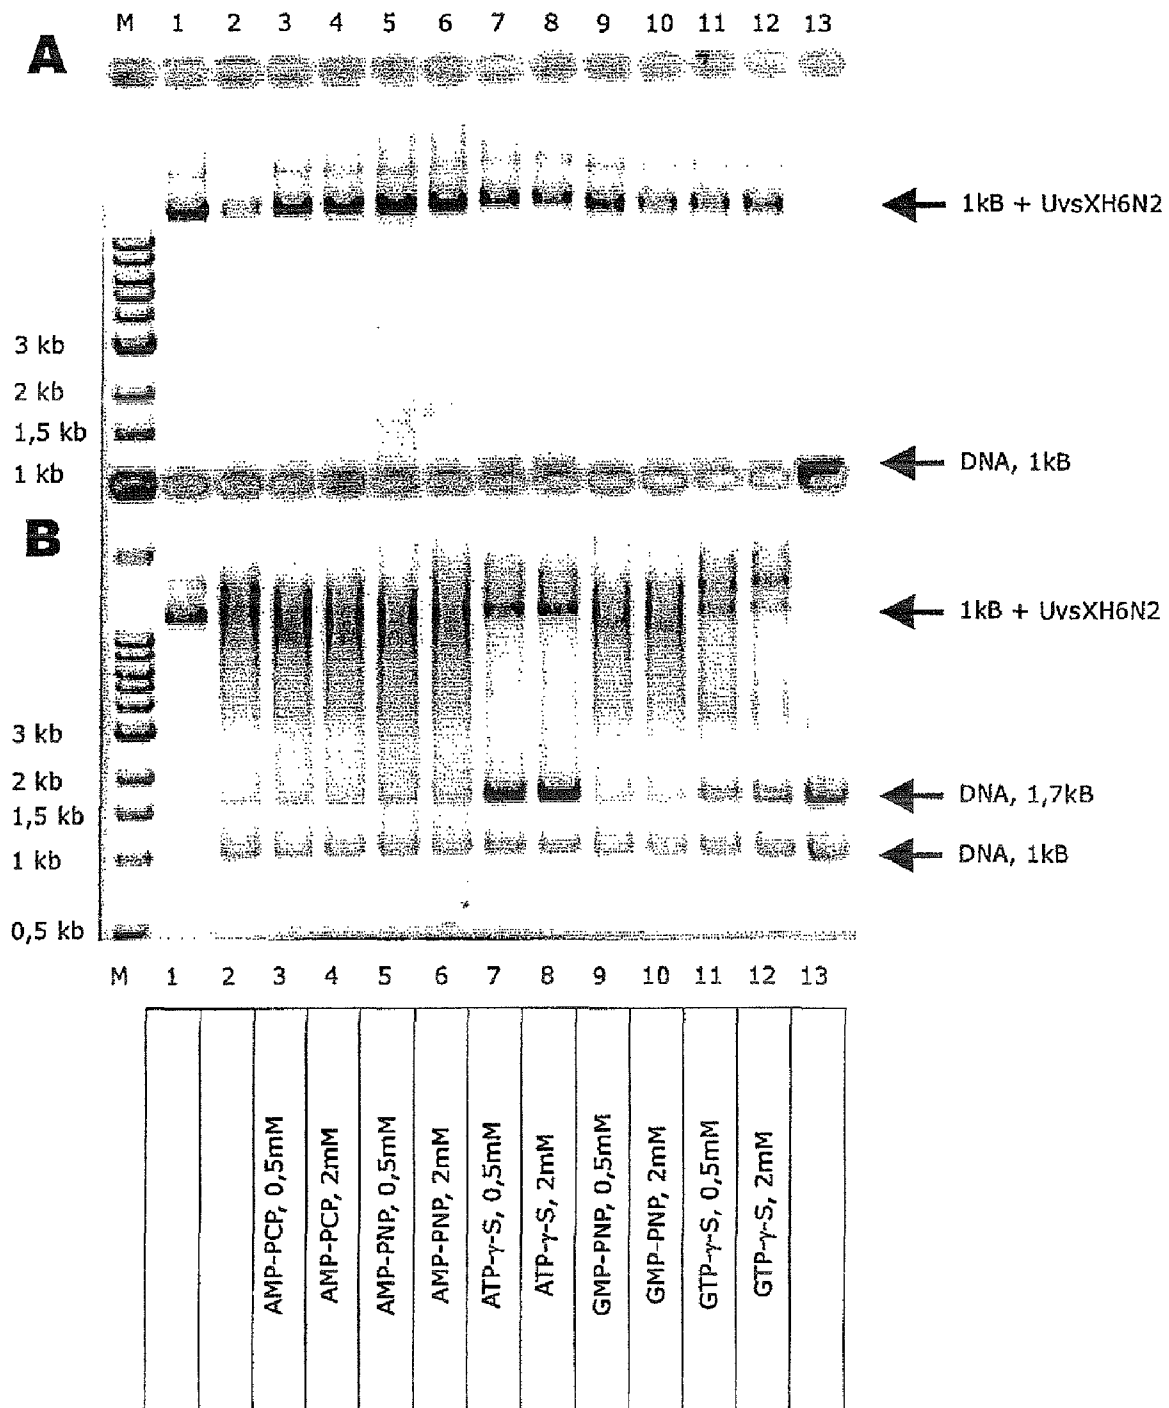 M 1 2 3 4 5 6 7 8 9 10 11 12 13
A
1kB + UvsXH6N2
3 kb
2 kb
1,5 kb
1 kb
DNA, 1kB
B
1kB + UvsXH6N2
3 kb
2 kb
DNA, 1,7kB
1,5 kb
1 kb
DNA, 1kB
0,5 kb
M 1 2 3 4 5 6 7 8 9 10 11 12 13
AMP-PCP, 0,5mM
AMP-PCP, 2mM
AMP-PNP, 0,5mM
AMP-PNP, 2mM
ATP-γ-S, 0,5mM
ATP-γ-S, 2mM
GMP-PNP, 0,5mM
GMP-PNP, 2mM
GTP-γ-S, 0,5mM
GTP-γ-S, 2mM